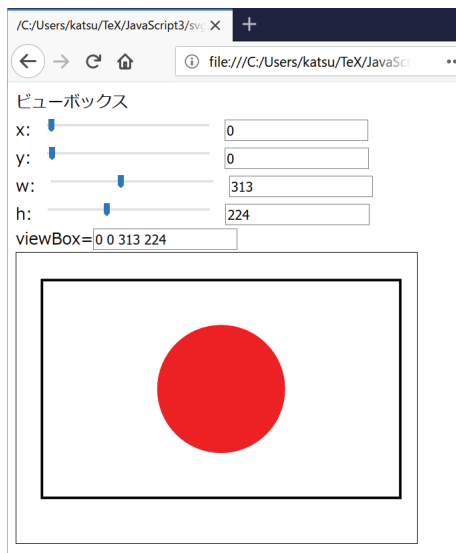 /C:/Users/katsu/TeX/JavaScript3/svg
file:///C:/Users/katsu/TeX/JavaScr
ビューボックス
x: 0
y: 0
w: 313
h: 224
viewBox=0 0 313 224